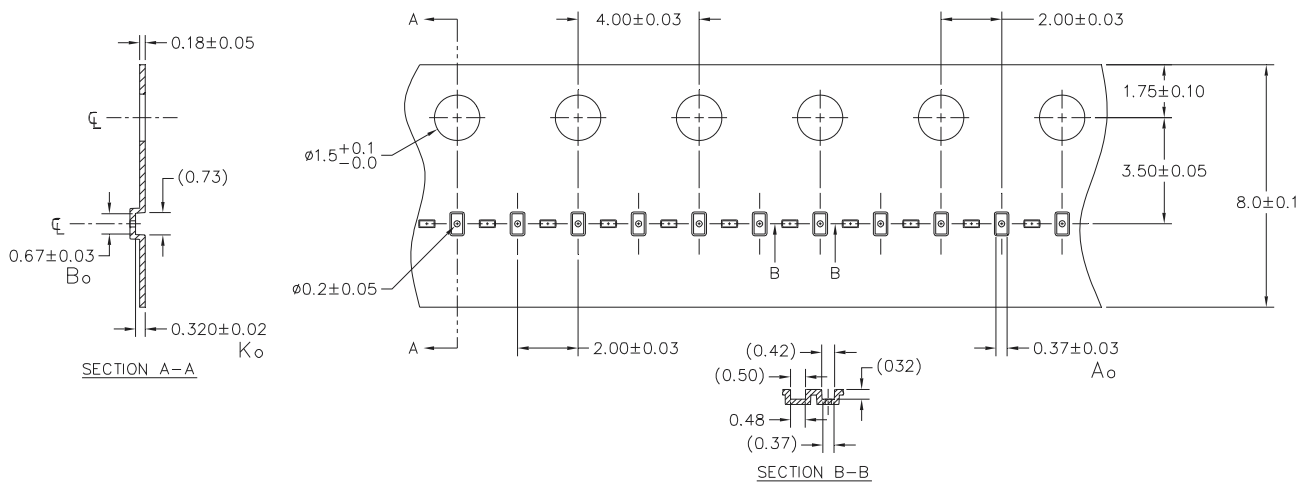 A
4.00±0.03
2.00±0.03
0.18±0.05
1.75±0.10
℄
ø1.5+0.1
-0.0
(0.73)
3.50±0.05
8.0±0.1
℄
0.67±0.03
Bo
B
B
ø0.2±0.05
0.320±0.02
Ko
A
2.00±0.03
(0.42)
0.37±0.03
Ao
SECTION A-A
(0.50)
(032)
0.48
(0.37)
SECTION B-B